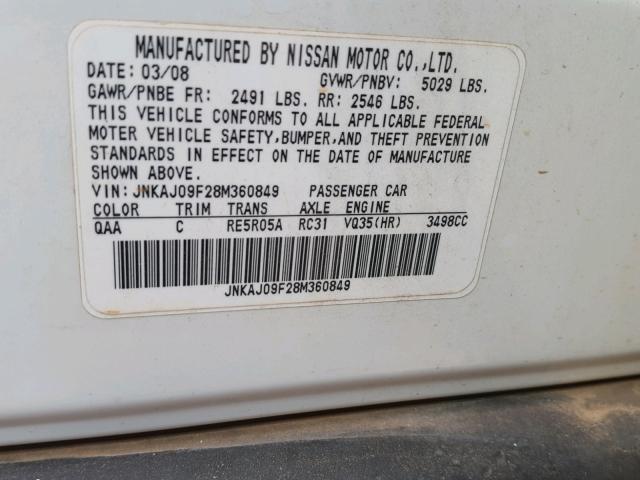 MANUFACTURED BY NISSAN MOTOR CO.,LTD.
DATE: 03/08 GVWR/PNBV: 5029 LBS.
GAWR/PNBE FR: 2491 LBS. RR: 2546 LBS.
THIS VEHICLE CONFORMS TO ALL APPLICABLE FEDERAL
MOTER VEHICLE SAFETY,BUMPER,AND THEFT PREVENTION
STANDARDS IN EFFECT ON THE DATE OF MANUFACTURE
SHOWN ABOVE.
VIN: JNKAJ09F28M360849 PASSENGER CAR
COLOR TRIM TRANS AXLE ENGINE
QAA C RE5R05A RC31 VQ35(HR) 3498CC
JNKAJ09F28M360849